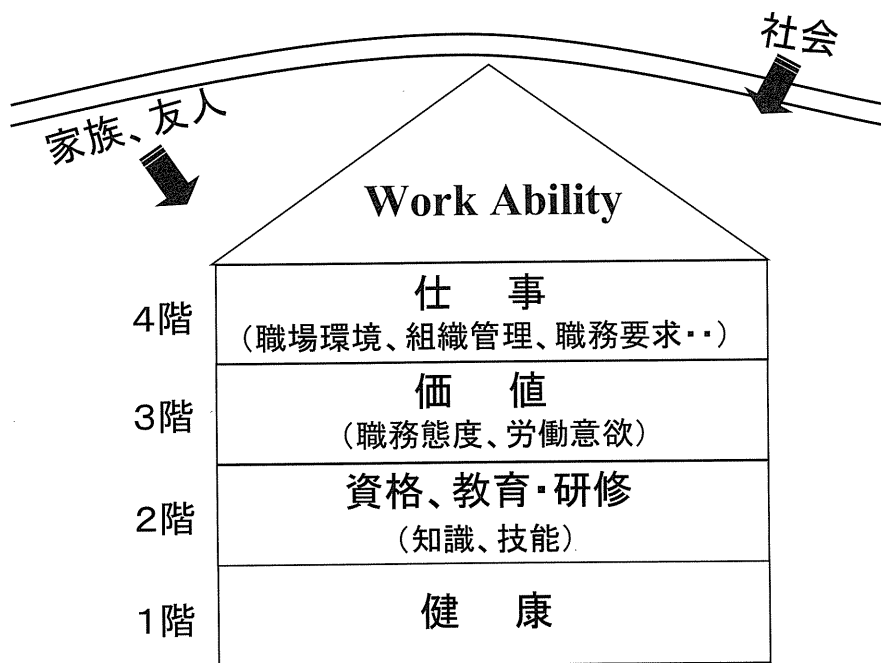 社会
家族、友人
Work Ability
4階
仕 事
(職場環境、組織管理、職務要求・・)
3階
価 値
(職務態度、労働意欲)
2階
資格、教育・研修
(知識、技能)
1階
健 康